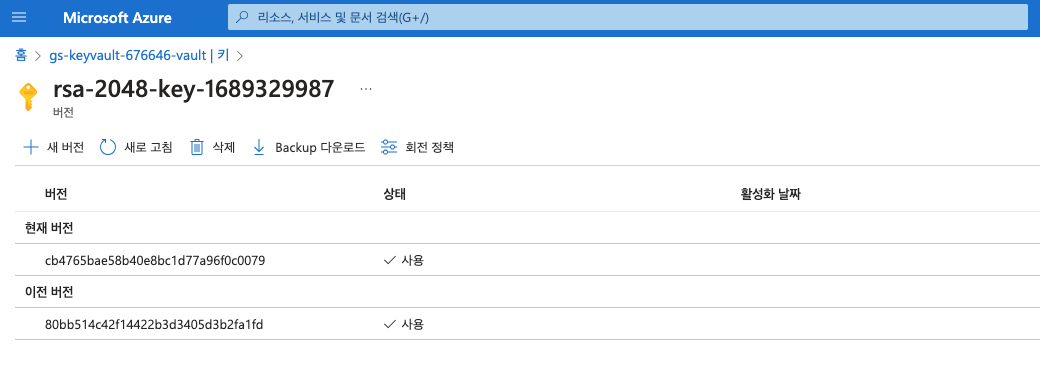 Microsoft Azure
리소스, 서비스 및 문서 검색(G+/)
홈 > gs-keyvault-676646-vault | 키 >
rsa-2048-key-1689329987 ...
버전
새 버전 새로 고침 삭제 Backup 다운로드 회전 정책
버전 상태 활성화 날짜
현재 버전
cb4765bae58b40e8bc1d77a96f0c0079 사용
이전 버전
80bb514c42f14422b3d3405d3b2fa1fd 사용